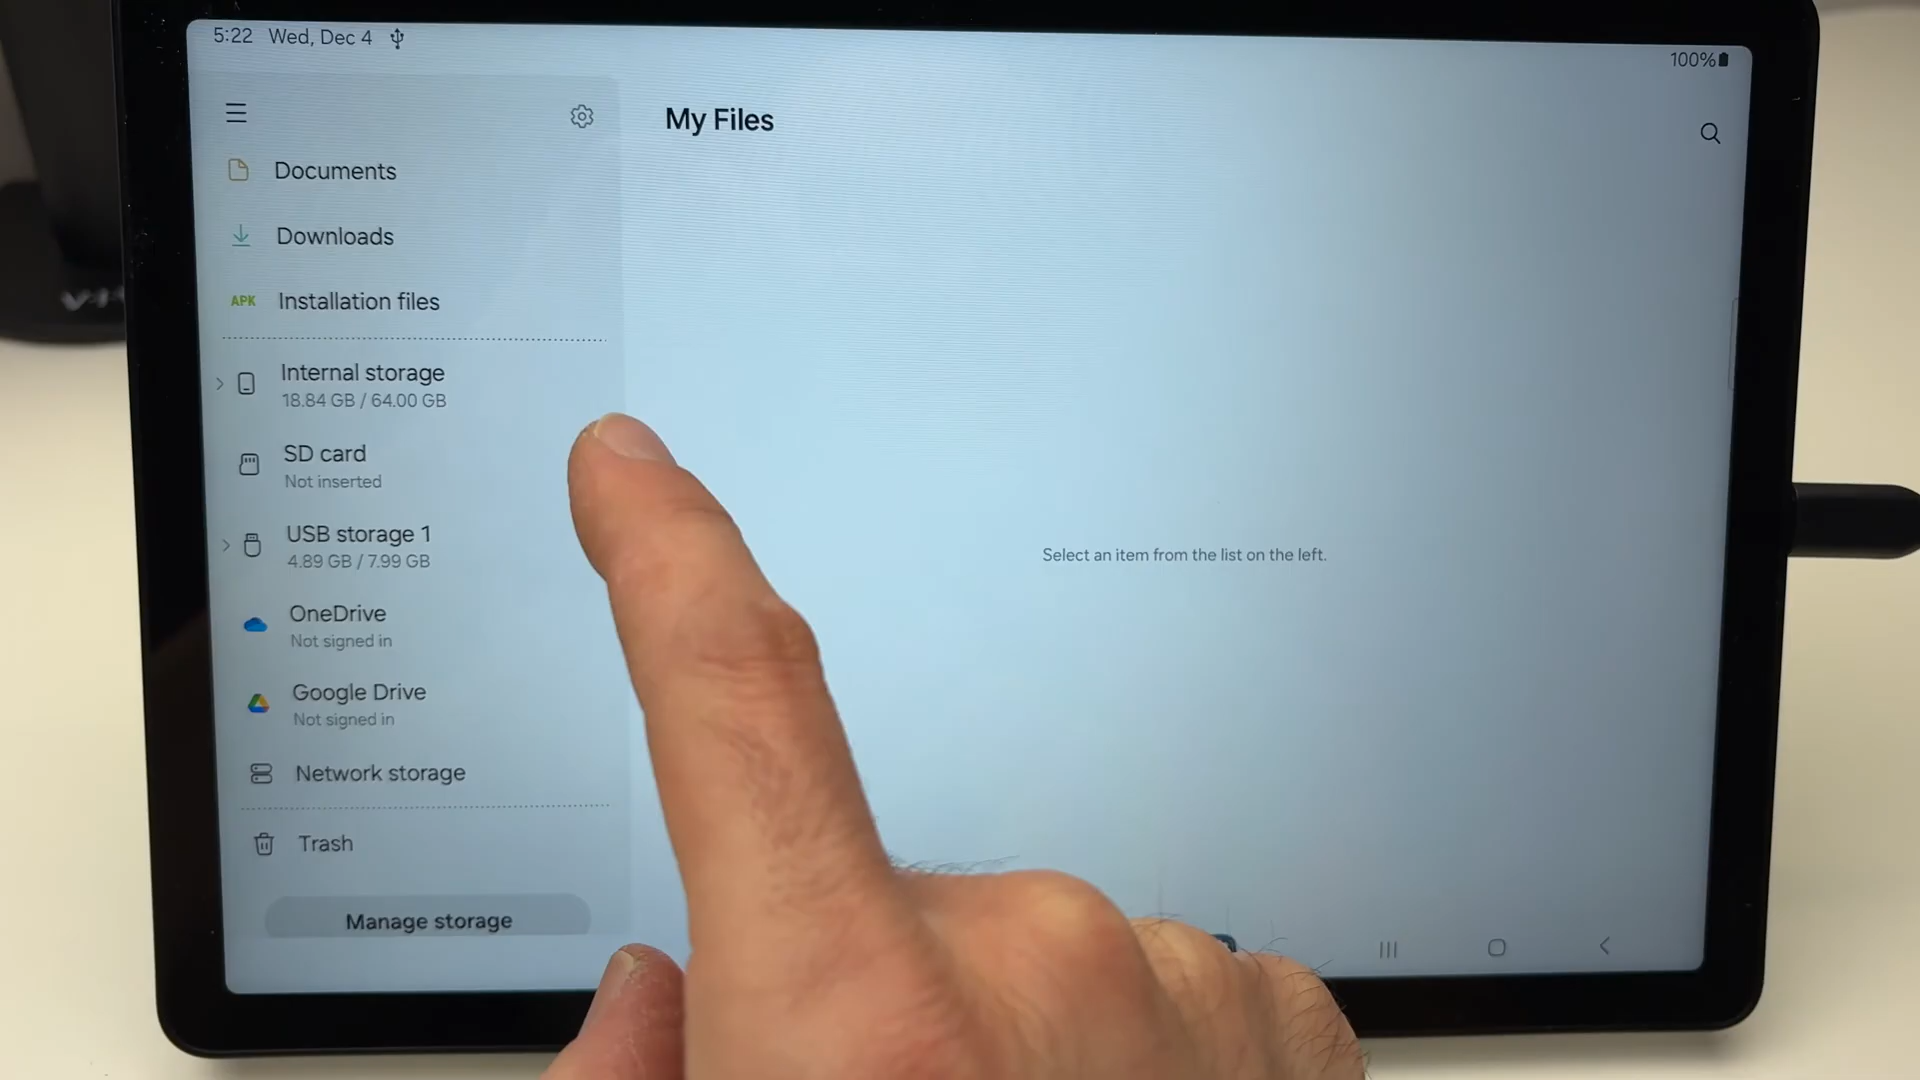 5:22 Wed, Dec 4
100%
My Files
Documents
Downloads
APK Installation files
Internal storage
18.84 GB / 64.00 GB
SD card
Not inserted
USB storage 1
4.89 GB / 7.99 GB
OneDrive
Not signed in
Google Drive
Not signed in
Network storage
Trash
Manage storage
Select an item from the list on the left.